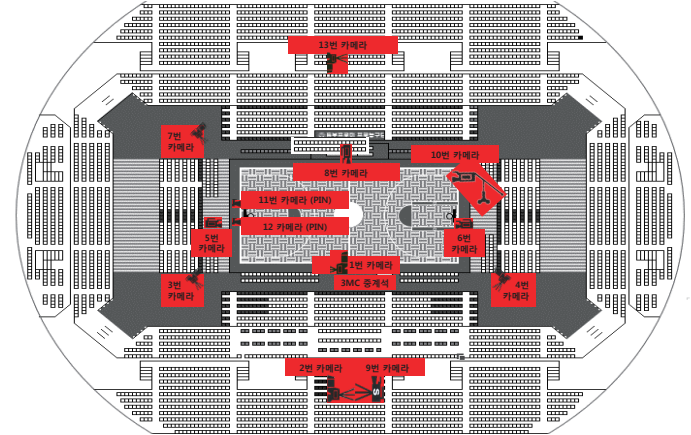 13번 카메라
7번
카메라
10번 카메라
8번 카메라
11번 카메라 (PIN)
12 카메라 (PIN)
5번
카메라
6번
카메라
1번 카메라
3MC 중계석
3번
카메라
4번
카메라
2번 카메라
9번 카메라
S